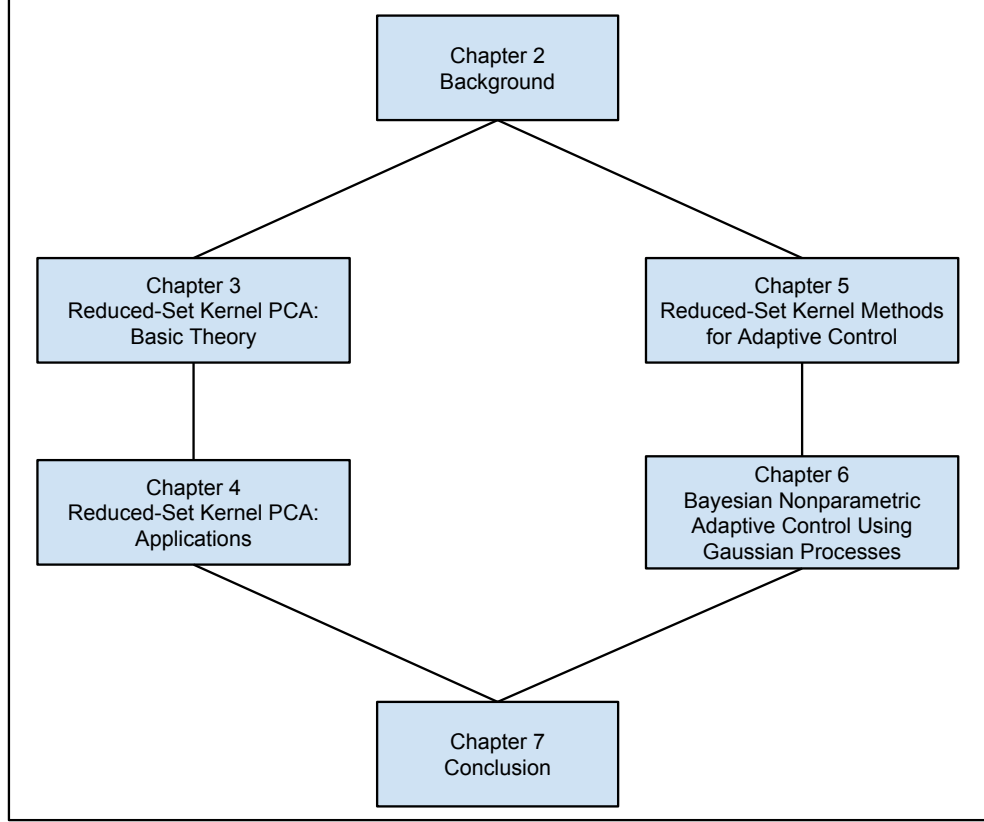 Chapter 2
Background
Chapter 3
Reduced-Set Kernel PCA:
Basic Theory
Chapter 5
Reduced-Set Kernel Methods
for Adaptive Control
Chapter 4
Reduced-Set Kernel PCA:
Applications
Chapter 6
Bayesian Nonparametric
Adaptive Control Using
Gaussian Processes
Chapter 7
Conclusion